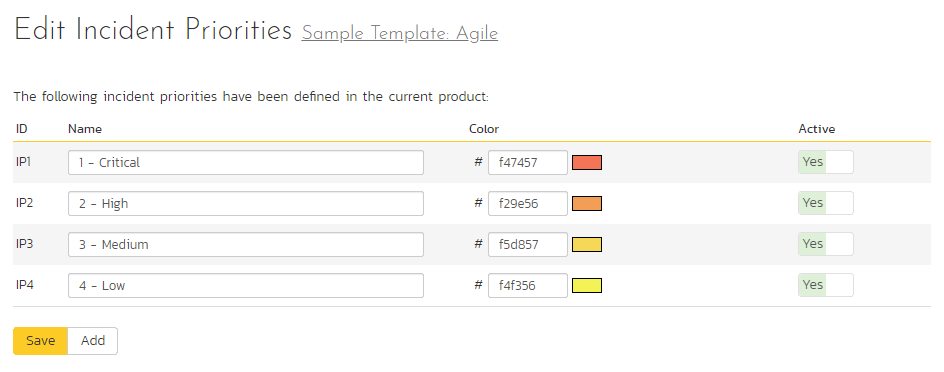 Edit Incident Priorities Sample Template: Agile
The following incident priorities have been defined in the current product:
ID Name Color Active
IP1 1 - Critical # f47457 Yes
IP2 2 - High # f29e56 Yes
IP3 3 - Medium # f5d857 Yes
IP4 4 - Low # f4f356 Yes
Save Add